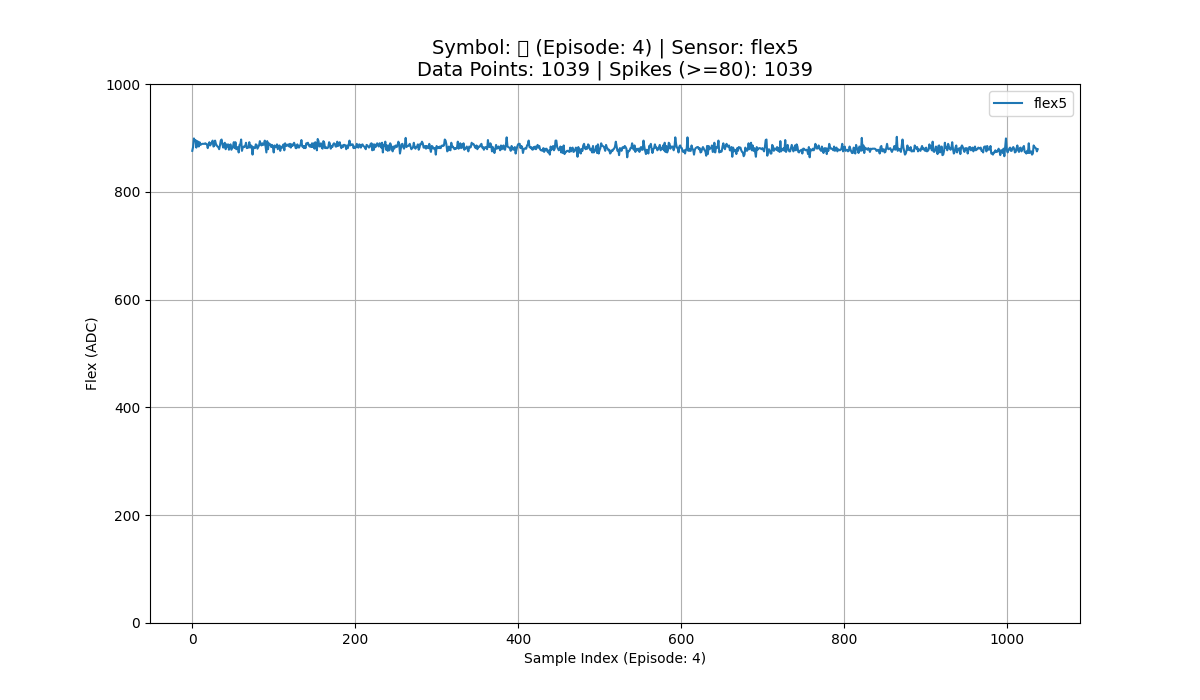 Symbol: (Episode: 4) | Sensor: flex5
Data Points: 1039 | Spikes (>=80): 1039
flex5
1000
800
600
400
200
0
Flex (ADC)
0 200 400 600 800 1000
Sample Index (Episode: 4)